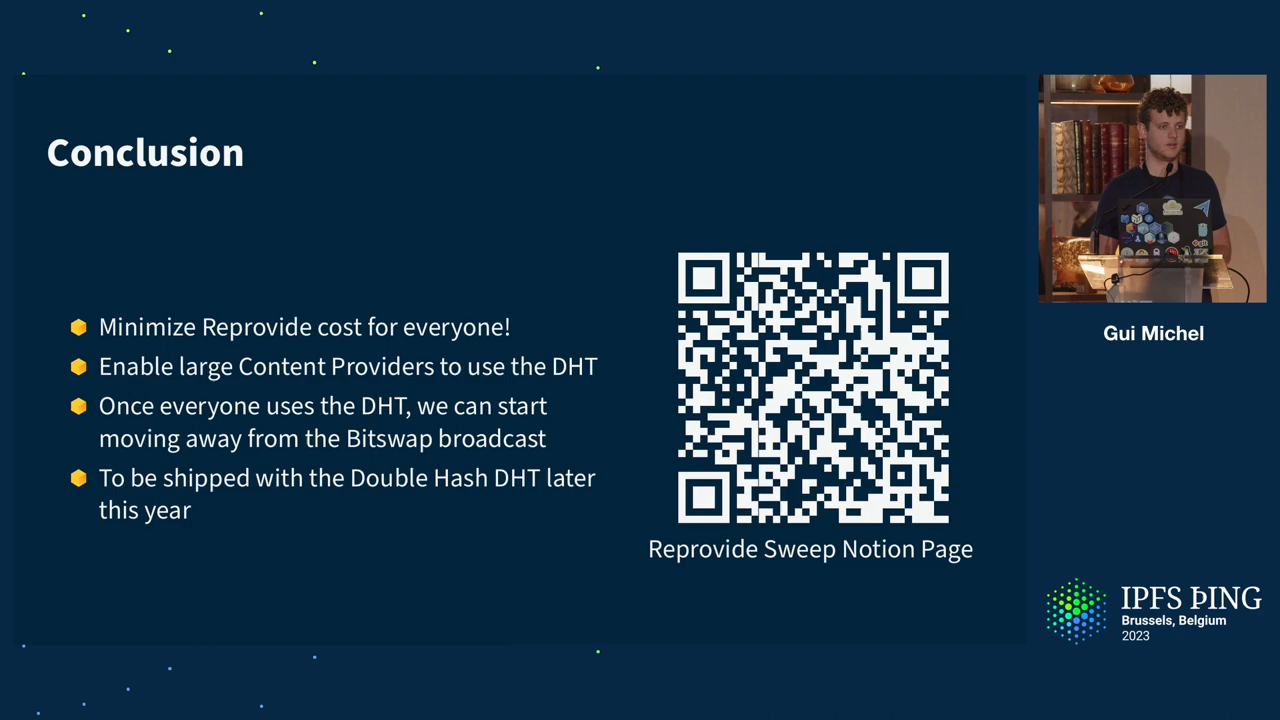 Conclusion
Minimize Reprovide cost for everyone!
Enable large Content Providers to use the DHT
Once everyone uses the DHT, we can start
moving away from the Bitswap broadcast
To be shipped with the Double Hash DHT later
this year
Reprovide Sweep Notion Page
Gui Michel
IPFS ÞING
Brussels, Belgium
2023
git